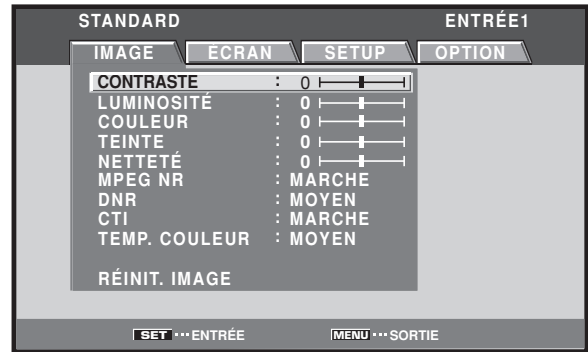 STANDARD ENTRÉE1
IMAGE ÉCRAN SETUP OPTION
CONTRASTE : 0
LUMINOSITÉ : 0
COULEUR : 0
TEINTE : 0
NETTETÉ : 0
MPEG NR : MARCHE
DNR : MOYEN
CTI : MARCHE
TEMP. COULEUR : MOYEN
RÉINIT. IMAGE
SET ··· ENTRÉE MENU ··· SORTIE